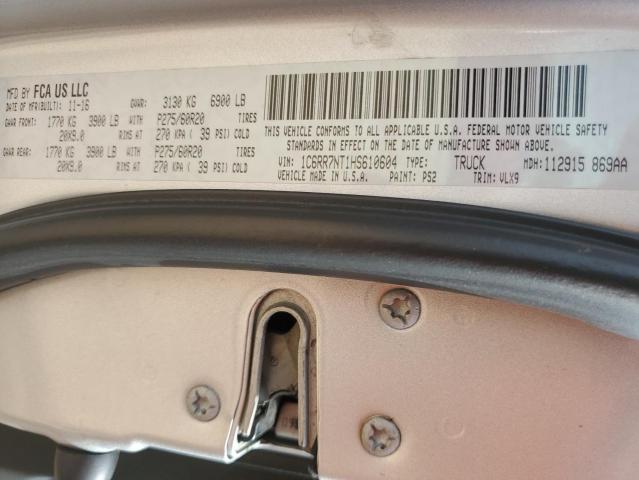 MFD BY FCA US LLC
DATE OF MFR(BUILT): 11-16 GVWR: 3130 KG 6900 LB
GAWR FRONT: 1770 KG 3900 LB WITH P275/60R20 TIRES
20X9.0 RIMS AT 270 KPA ( 39 PSI) COLD
GAWR REAR: 1770 KG 3900 LB WITH P275/60R20 TIRES
20X9.0 RIMS AT 270 KPA ( 39 PSI) COLD
THIS VEHICLE CONFORMS TO ALL APPLICABLE U.S.A. FEDERAL MOTOR VEHICLE SAFETY
STANDARDS IN EFFECT ON THE DATE OF MANUFACTURE SHOWN ABOVE.
VIN: 1C6RR7NT1HS610604 TYPE: TRUCK MDH: 112915 869AA
VEHICLE MADE IN U.S.A. PAINT: PS2 TRIM: VLX9